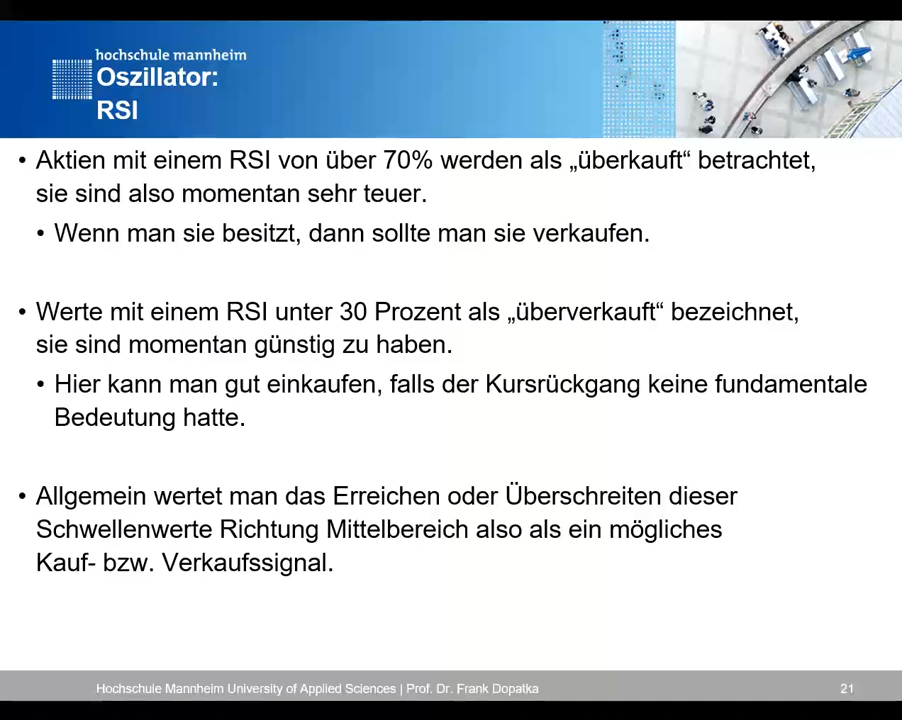 hochschule mannheim
Oszillator:
RSI
• Aktien mit einem RSI von über 70% werden als „überkauft“ betrachtet,
sie sind also momentan sehr teuer.
• Wenn man sie besitzt, dann sollte man sie verkaufen.
• Werte mit einem RSI unter 30 Prozent als „überverkauft“ bezeichnet,
sie sind momentan günstig zu haben.
• Hier kann man gut einkaufen, falls der Kursrückgang keine fundamentale
Bedeutung hatte.
• Allgemein wertet man das Erreichen oder Überschreiten dieser
Schwellenwerte Richtung Mittelbereich also als ein mögliches
Kauf- bzw. Verkaufssignal.
Hochschule Mannheim University of Applied Sciences | Prof. Dr. Frank Dopatka 21